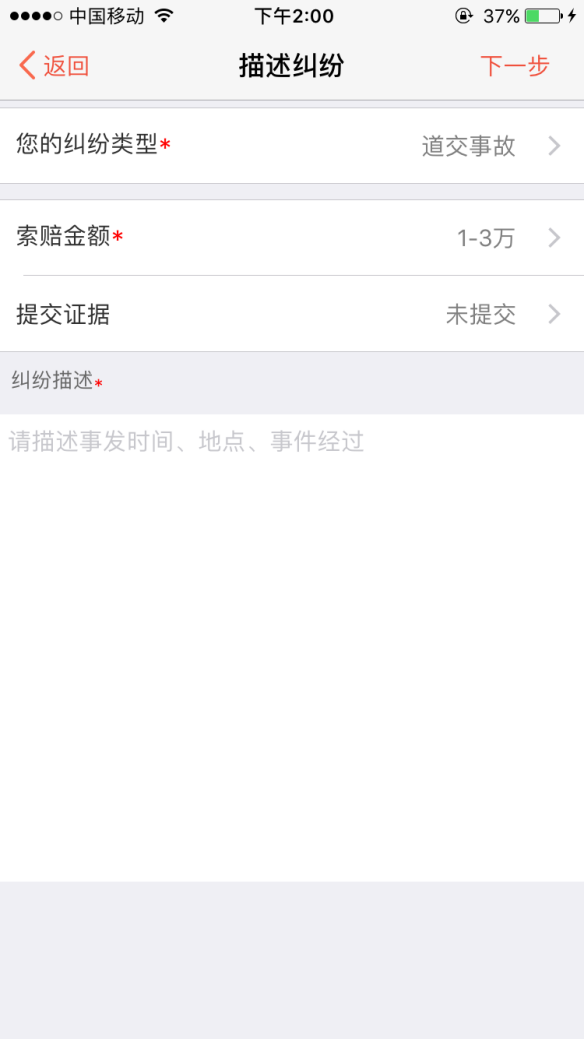 中国移动 下午2:00 37%
返回 描述纠纷 下一步
您的纠纷类型* 道交事故
索赔金额* 1-3万
提交证据 未提交
纠纷描述*
请描述事发时间、地点、事件经过